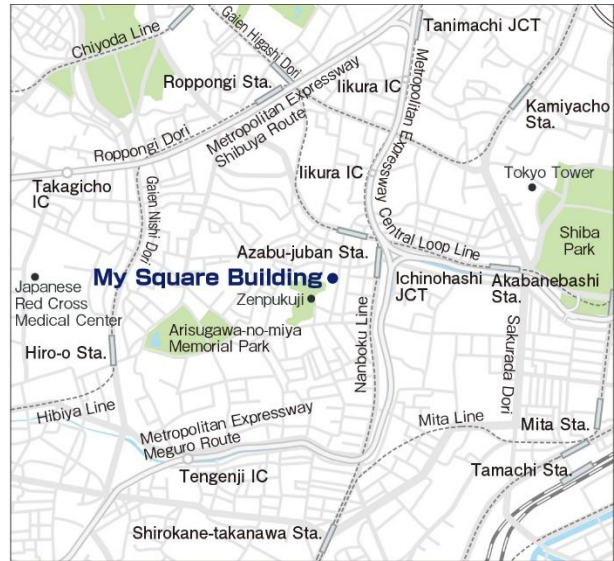 Chiyoda Line
Gaien Higashi Dori
Tanimachi JCT
Roppongi Sta.
Iikura IC
Metropolitan Expressway
Shibuya Route
Metropolitan Expressway Central Loop Line
Kamiyacho
Sta.
Roppongi Dori
Takagicho
IC
Gaien Nishi Dori
Iikura IC
Tokyo Tower
Shiba
Park
Azabu-juban Sta.
My Square Building
Japanese
Red Cross
Medical Center
Zenpukuji
Ichinohashi
JCT
Akabanebashi
Sta.
Arisugawa-no-miya
Memorial Park
Hiro-o Sta.
Nanboku Line
Sakurada Dori
Hibiya Line
Metropolitan Expressway
Meguro Route
Mita Line
Mita Sta.
Tengenji IC
Tamachi Sta.
Shirokane-takanawa Sta.